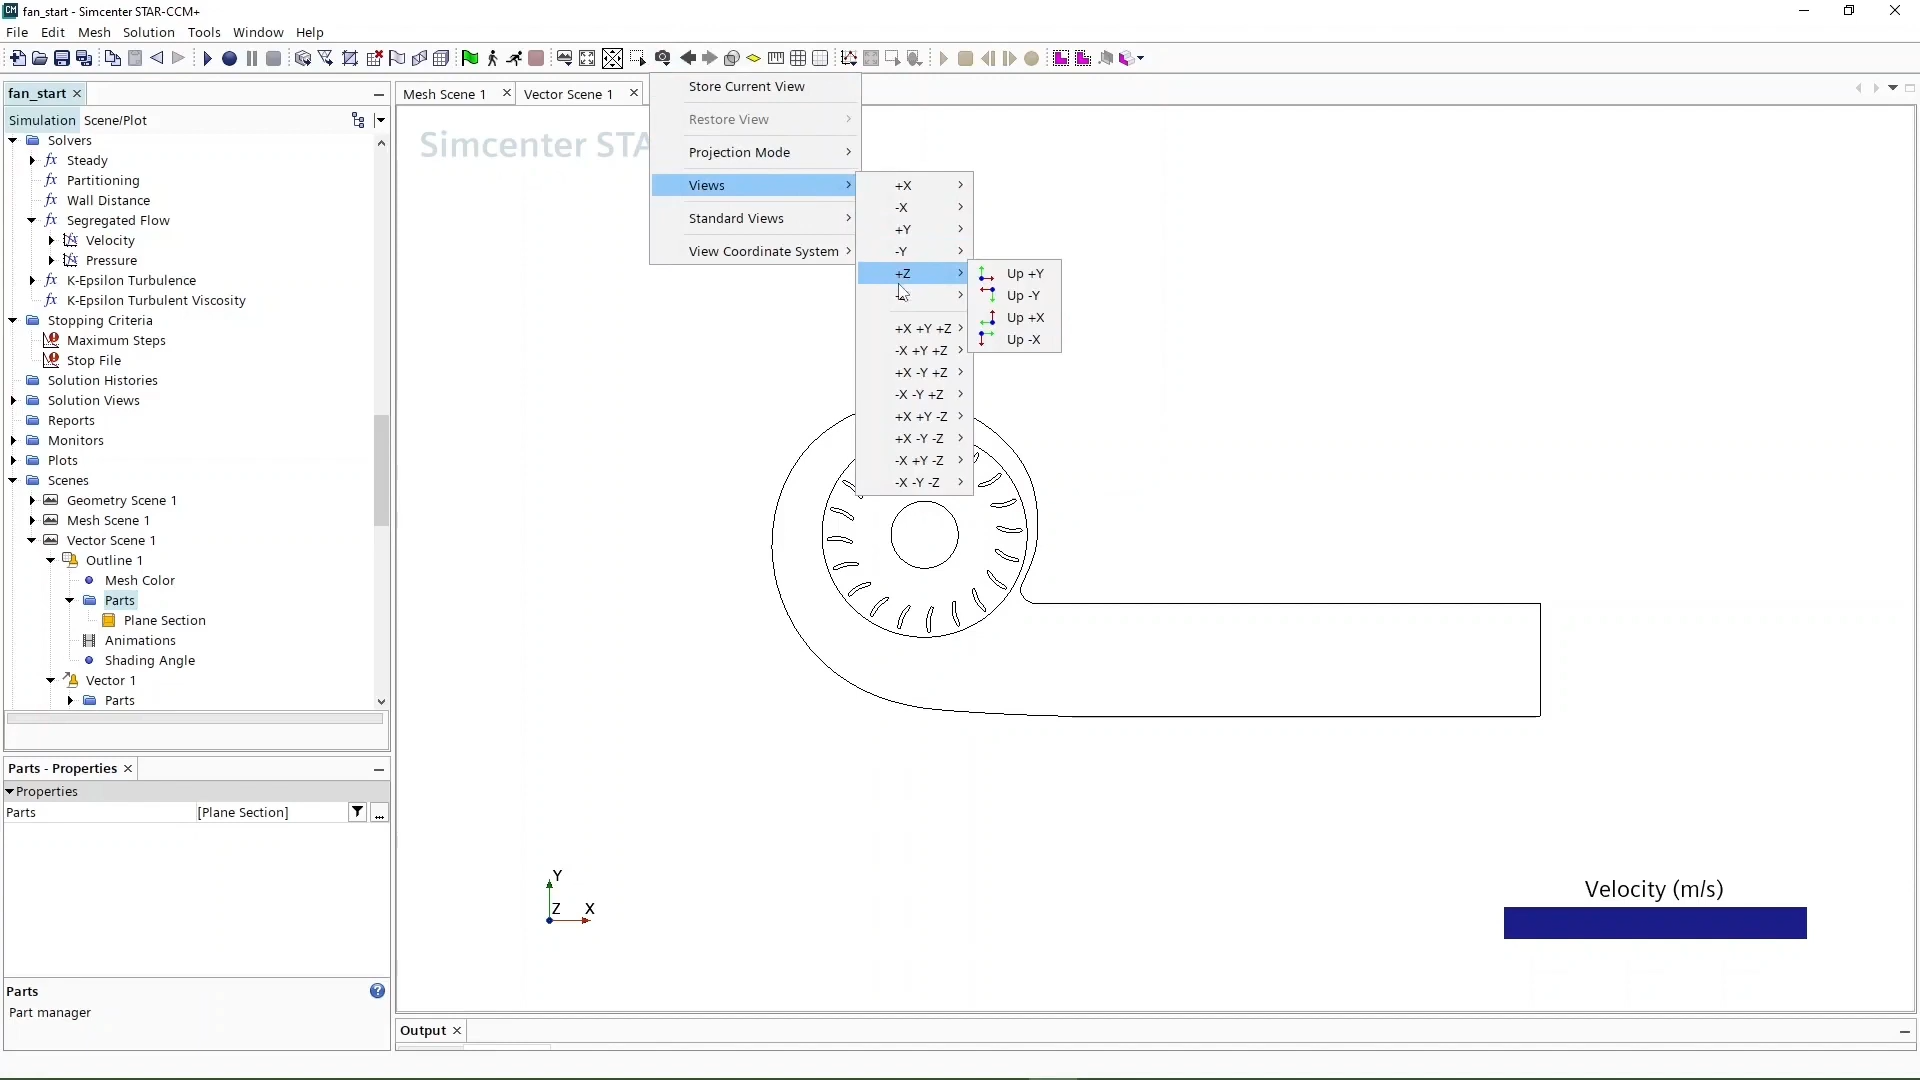 fan_start - Simcenter STAR-CCM+
File Edit Mesh Solution Tools Window Help
fan_start
Simulation Scene/Plot
Solvers
Steady
Partitioning
Wall Distance
Segregated Flow
Velocity
Pressure
K-Epsilon Turbulence
K-Epsilon Turbulent Viscosity
Stopping Criteria
Maximum Steps
Stop File
Solution Histories
Solution Views
Reports
Monitors
Plots
Scenes
Geometry Scene 1
Mesh Scene 1
Vector Scene 1
Outline 1
Mesh Color
Parts
Plane Section
Animations
Shading Angle
Vector 1
Parts
Parts - Properties
Properties
Parts [Plane Section]
Parts
Part manager
Mesh Scene 1 Vector Scene 1
Simcenter STA
Store Current View
Restore View
Projection Mode
Views
Standard Views
View Coordinate System
+X
-X
+Y
-Y
+Z
+X +Y +Z
-X +Y +Z
+X -Y +Z
-X -Y +Z
+X +Y -Z
+X -Y -Z
-X +Y -Z
-X -Y -Z
Up +Y
Up -Y
Up +X
Up -X
Y
Z X
Velocity (m/s)
Output